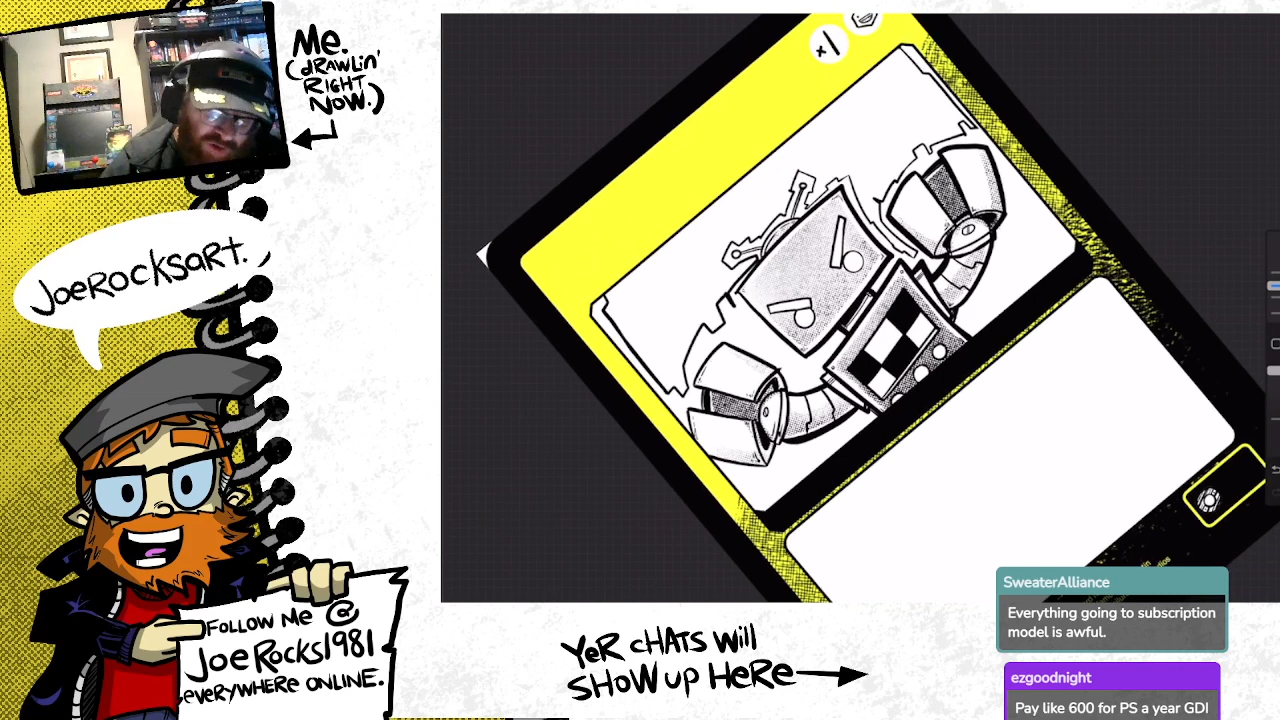 Me.
(dRAWLin'
RiGHT
NoW.)
JoeRocksart.
FoLLoW Me @
JoeRocks1981
everyWHeRe oNLiNE.
YeR cHATS Will
SHoW up HeRe
SweaterAlliance
Everything going to subscription
model is awful.
ezgoodnight
Pay like 600 for PS a year GDI